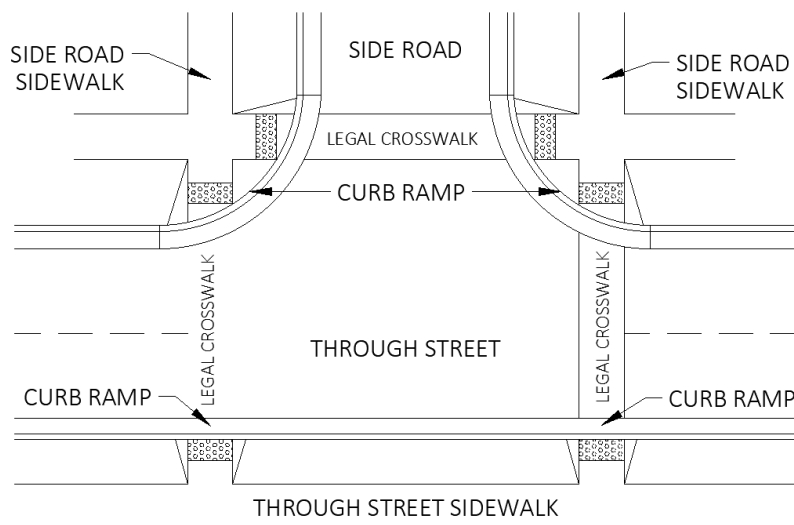 SIDE ROAD
SIDEWALK
SIDE ROAD
SIDE ROAD
SIDEWALK
LEGAL CROSSWALK
CURB RAMP
LEGAL CROSSWALK
LEGAL CROSSWALK
THROUGH STREET
CURB RAMP
CURB RAMP
THROUGH STREET SIDEWALK